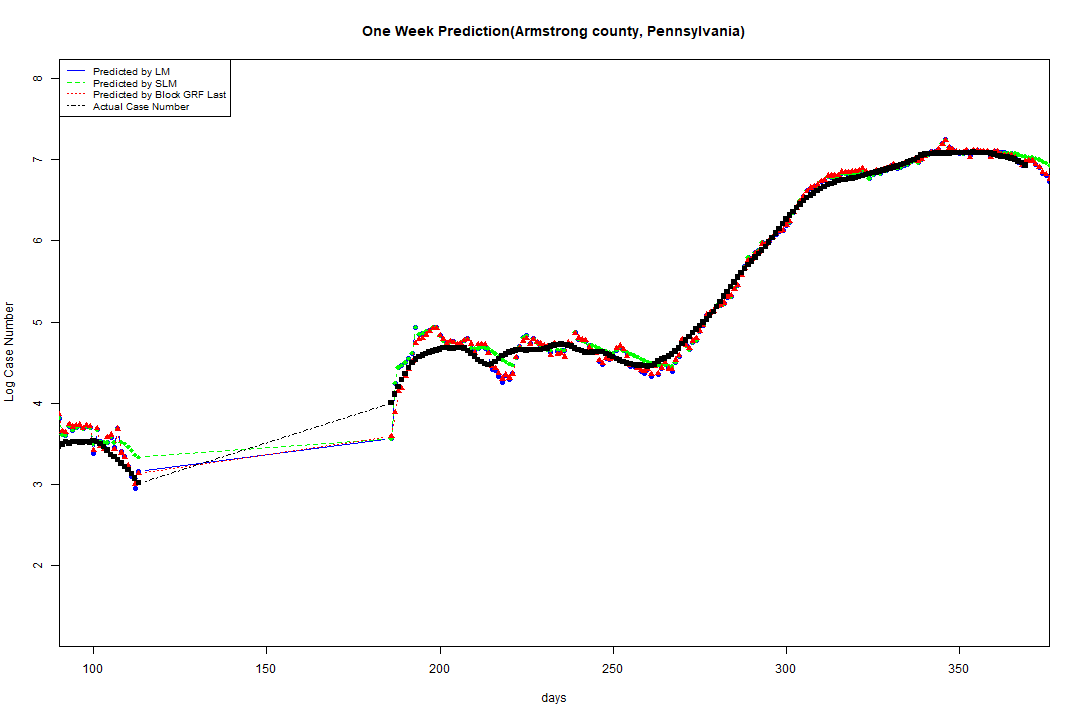 One Week Prediction(Armstrong county, Pennsylvania)
Predicted by LM
Predicted by SLM
Predicted by Block GRF Last
Actual Case Number
8
7
6
5
4
3
2
Log Case Number
100 150 200 250 300 350
days